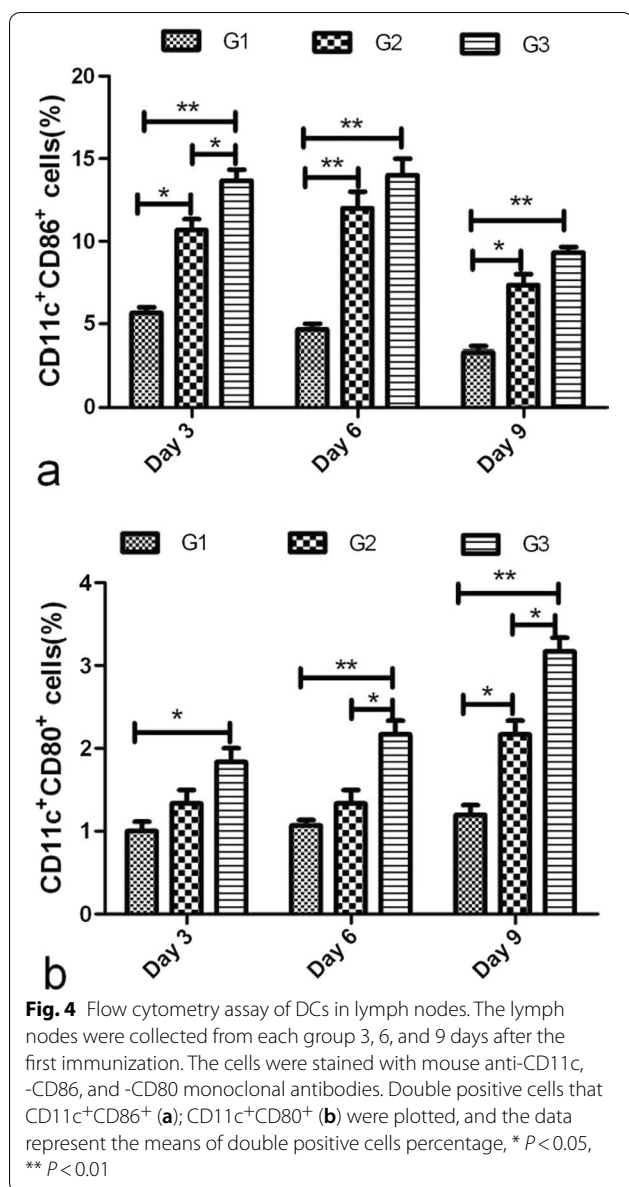 G1 G2 G3
20
15
10
5
0
CD11c⁺CD86⁺ cells(%)
** * *
** **
** *
Day 3 Day 6 Day 9
a
G1 G2 G3
4
3
2
1
0
CD11c⁺CD80⁺ cells(%)
*
** *
** * *
Day 3 Day 6 Day 9
b
Fig. 4 Flow cytometry assay of DCs in lymph nodes. The lymph
nodes were collected from each group 3, 6, and 9 days after the
first immunization. The cells were stained with mouse anti-CD11c,
-CD86, and -CD80 monoclonal antibodies. Double positive cells that
CD11c⁺CD86⁺ (a); CD11c⁺CD80⁺ (b) were plotted, and the data
represent the means of double positive cells percentage, * P < 0.05,
** P < 0.01